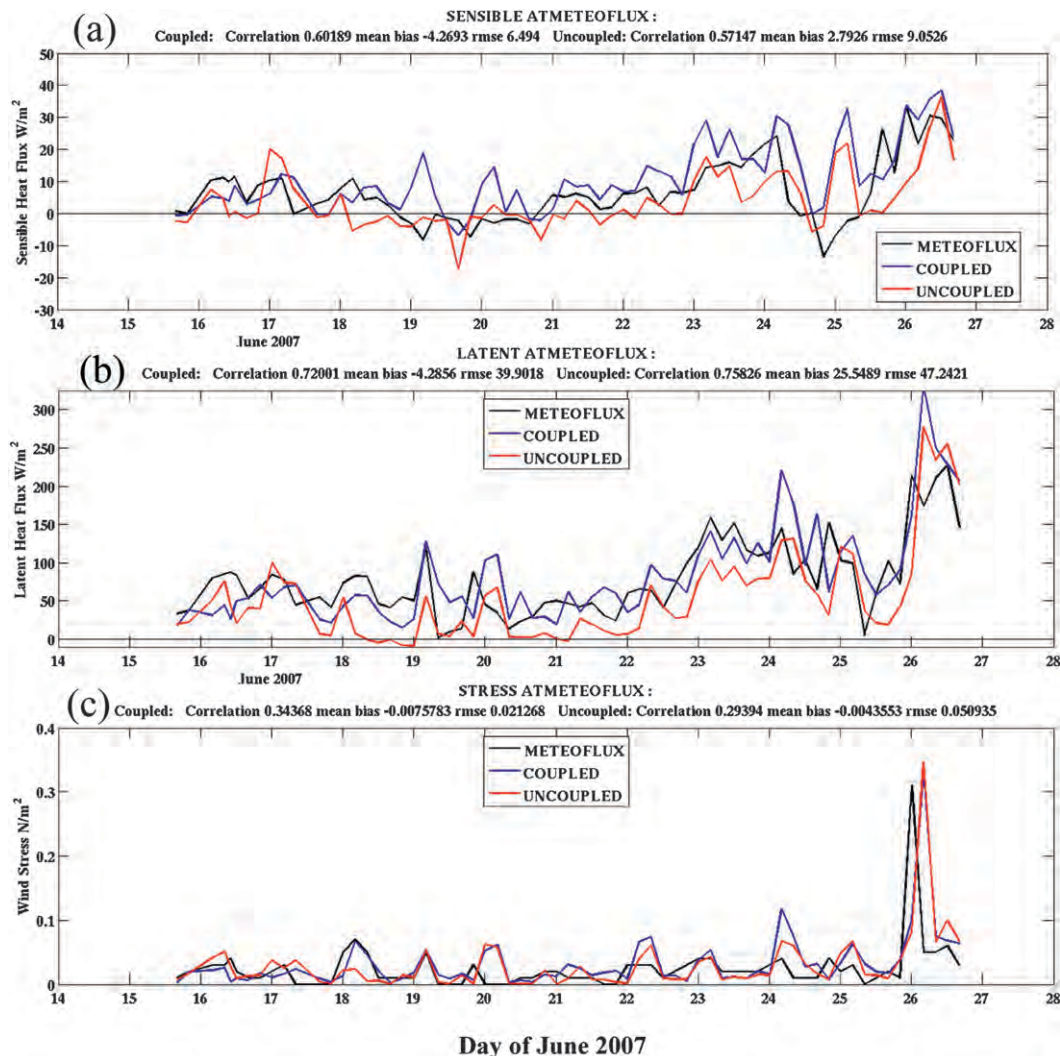 (a)
SENSIBLE ATMETEOFLUX :
Coupled: Correlation 0.60189 mean bias -4.2693 rmse 6.494 Uncoupled: Correlation 0.57147 mean bias 2.7926 rmse 9.0526
Sensible Heat Flux W/m²
50
40
30
20
10
0
-10
-20
-30
METEOFLUX
COUPLED
UNCOUPLED
14 15 16 17 18 19 20 21 22 23 24 25 26 27 28
June 2007
(b)
LATENT ATMETEOFLUX :
Coupled: Correlation 0.72001 mean bias -4.2856 rmse 39.9018 Uncoupled: Correlation 0.75826 mean bias 25.5489 rmse 47.2421
Latent Heat Flux W/m²
300
250
200
150
100
50
0
METEOFLUX
COUPLED
UNCOUPLED
14 15 16 17 18 19 20 21 22 23 24 25 26 27 28
June 2007
(c)
STRESS ATMETEOFLUX :
Coupled: Correlation 0.34368 mean bias -0.0075783 rmse 0.021268 Uncoupled: Correlation 0.29394 mean bias -0.0043553 rmse 0.050935
Wind Stress N/m²
0.4
0.3
0.2
0.1
0
METEOFLUX
COUPLED
UNCOUPLED
14 15 16 17 18 19 20 21 22 23 24 25 26 27 28
Day of June 2007